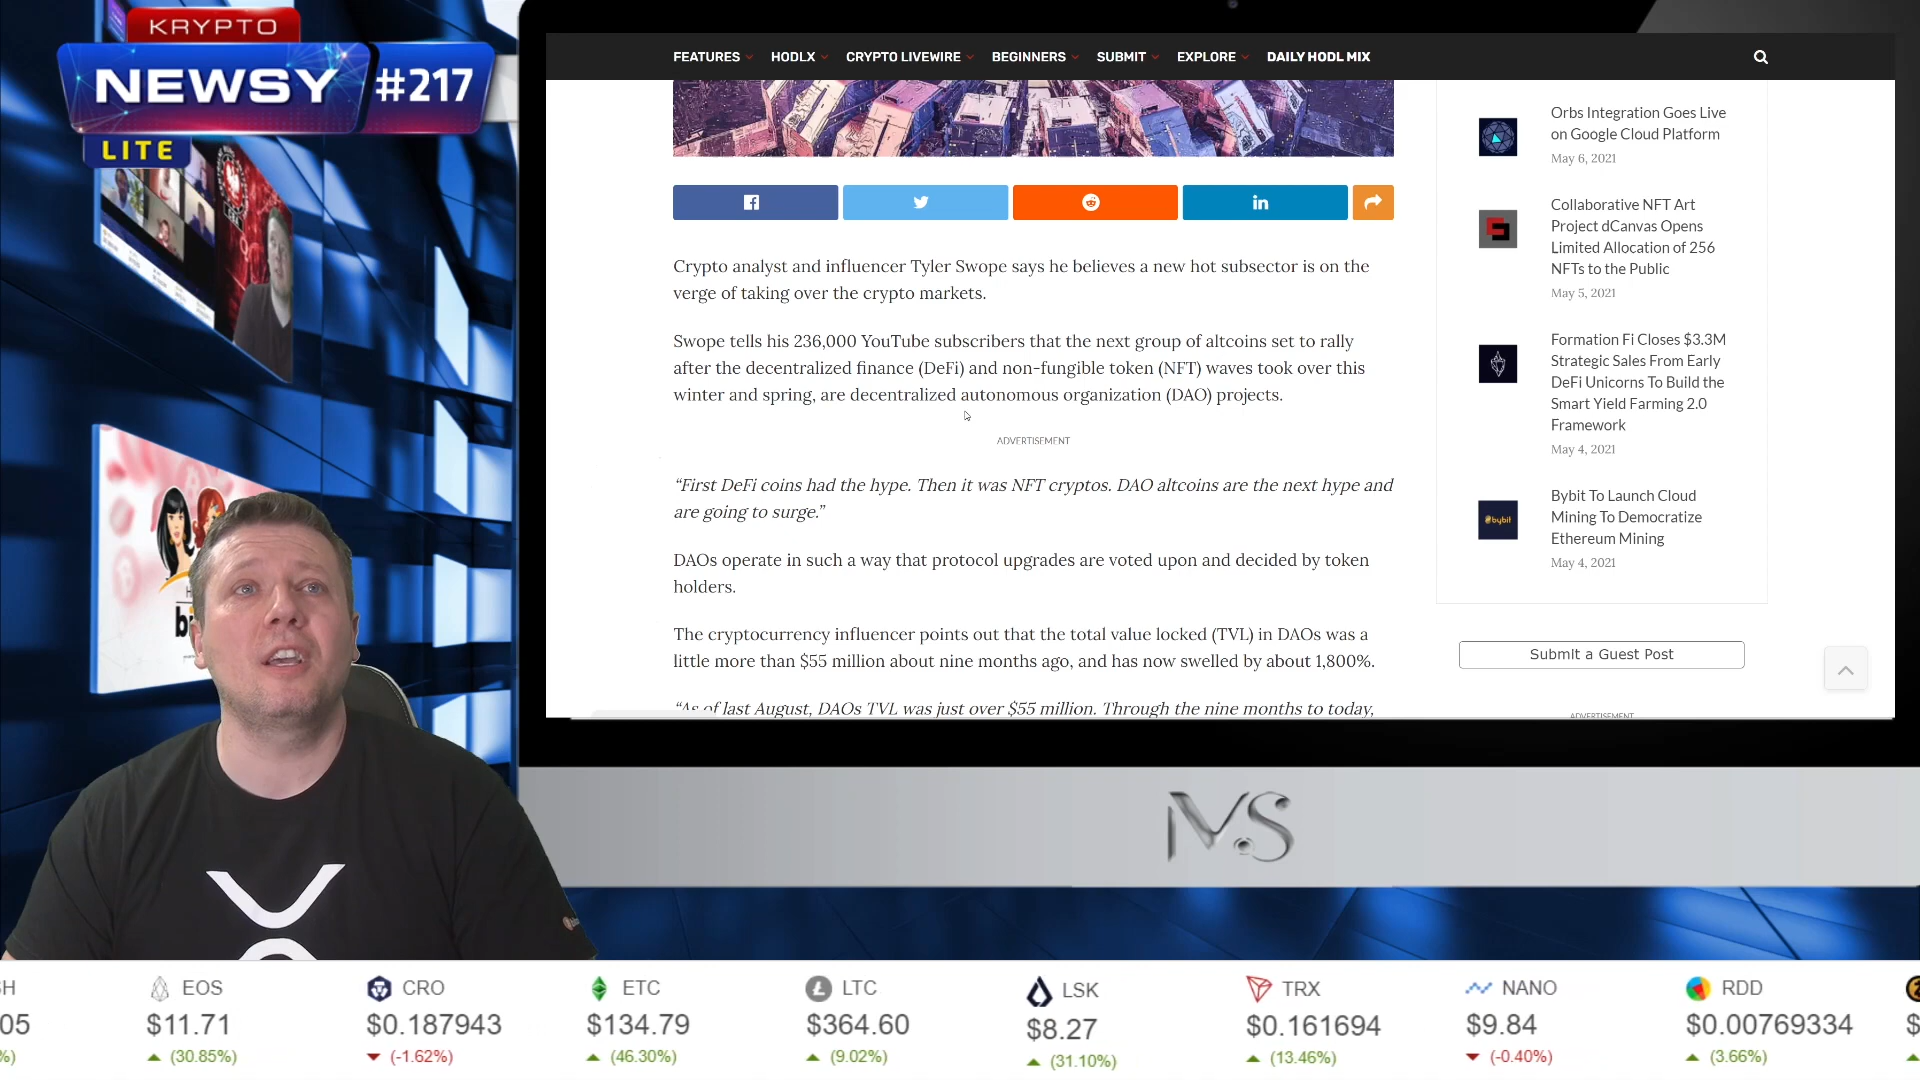 KRYPTO
NEWSY #217
LITE
FEATURES HODLX CRYPTO LIVEWIRE BEGINNERS SUBMIT EXPLORE DAILY HODL MIX
Crypto analyst and influencer Tyler Swope says he believes a new hot subsector is on the
verge of taking over the crypto markets.
Swope tells his 236,000 YouTube subscribers that the next group of altcoins set to rally
after the decentralized finance (DeFi) and non-fungible token (NFT) waves took over this
winter and spring, are decentralized autonomous organization (DAO) projects.
ADVERTISEMENT
“First DeFi coins had the hype. Then it was NFT cryptos. DAO altcoins are the next hype and
are going to surge.”
DAOs operate in such a way that protocol upgrades are voted upon and decided by token
holders.
The cryptocurrency influencer points out that the total value locked (TVL) in DAOs was a
little more than $55 million about nine months ago, and has now swelled by about 1,800%.
“As of last August, DAOs TVL was just over $55 million. Through the nine months to today,
Orbs Integration Goes Live
on Google Cloud Platform
May 6, 2021
Collaborative NFT Art
Project dCanvas Opens
Limited Allocation of 256
NFTs to the Public
May 5, 2021
Formation Fi Closes $3.3M
Strategic Sales From Early
DeFi Unicorns To Build the
Smart Yield Farming 2.0
Framework
May 4, 2021
bybit
Bybit To Launch Cloud
Mining To Democratize
Ethereum Mining
May 4, 2021
Submit a Guest Post
ADVERTISEMENT
MS
H EOS CRO ETC LTC LSK TRX NANO RDD
05 $11.71 $0.187943 $134.79 $364.60 $8.27 $0.161694 $9.84 $0.00769334 $
%) (30.85%) (-1.62%) (46.30%) (9.02%) (31.10%) (13.46%) (-0.40%) (3.66%)